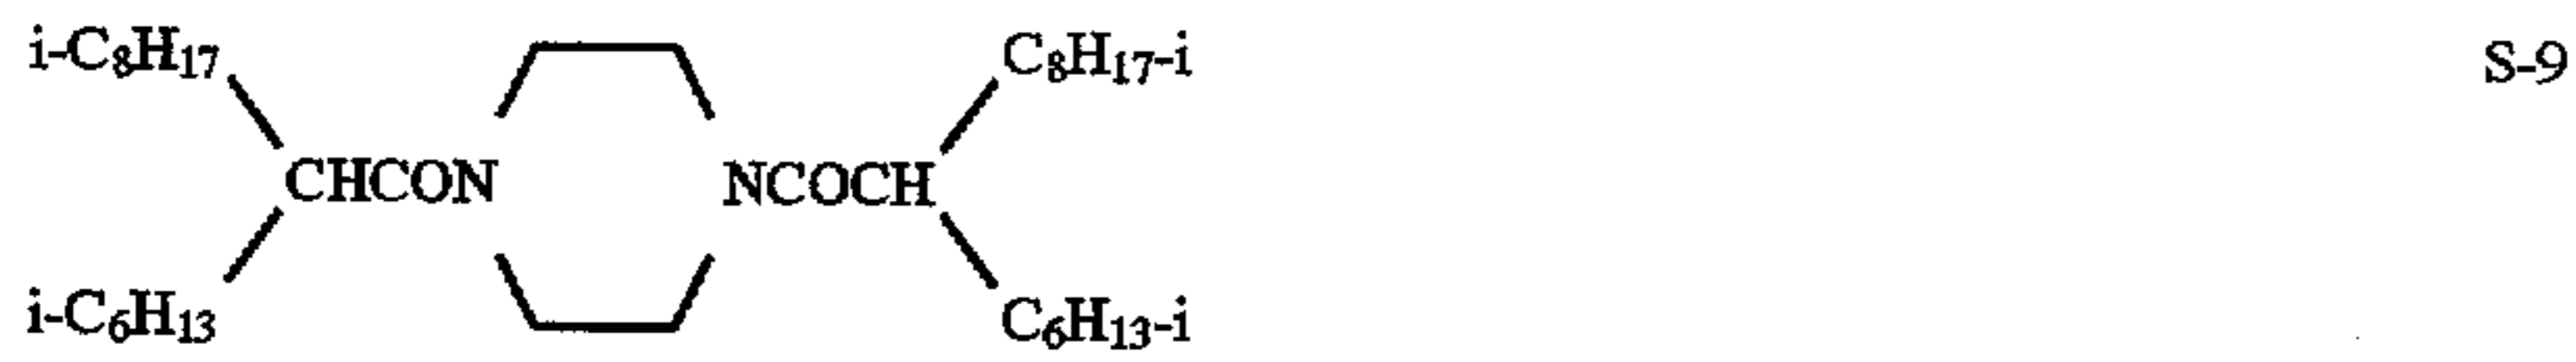 i-C₈H₁₇ C₈H₁₇-i S-9
CHCON NCOCH
i-C₆H₁₃ C₆H₁₃-i